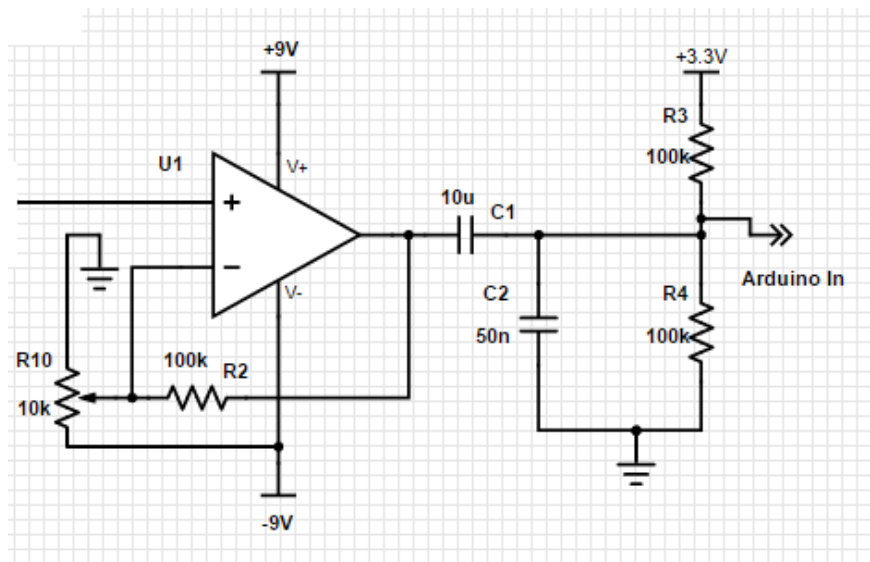 +9V
+3.3V
R3
100k
U1
V+
+
10u
C1
−
Arduino In
V-
C2
R4
50n
100k
R10
100k
R2
10k
-9V